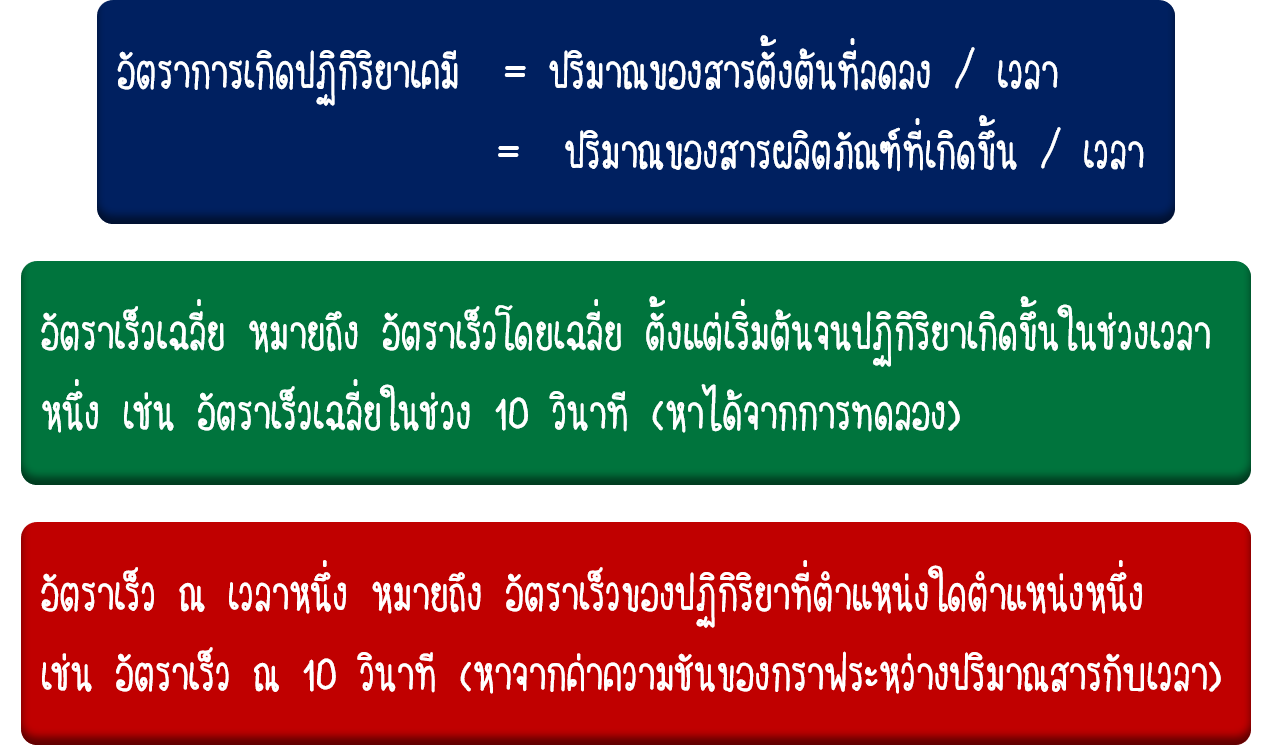 อัตราการเกิดปฏิกิริยาเคมี = ปริมาณของสารตั้งต้นที่ลดลง / เวลา
= ปริมาณของสารผลิตภัณฑ์ที่เกิดขึ้น / เวลา
อัตราเร็วเฉลี่ย หมายถึง อัตราเร็วโดยเฉลี่ย ตั้งแต่เริ่มต้นจนปฏิกิริยาเกิดขึ้นในช่วงเวลา
หนึ่ง เช่น อัตราเร็วเฉลี่ยในช่วง 10 วินาที (หาได้จากการทดลอง)
อัตราเร็ว ณ เวลาหนึ่ง หมายถึง อัตราเร็วของปฏิกิริยาที่ตำแหน่งใดตำแหน่งหนึ่ง
เช่น อัตราเร็ว ณ 10 วินาที (หาจากค่าความชันของกราฟระหว่างปริมาณสารกับเวลา)